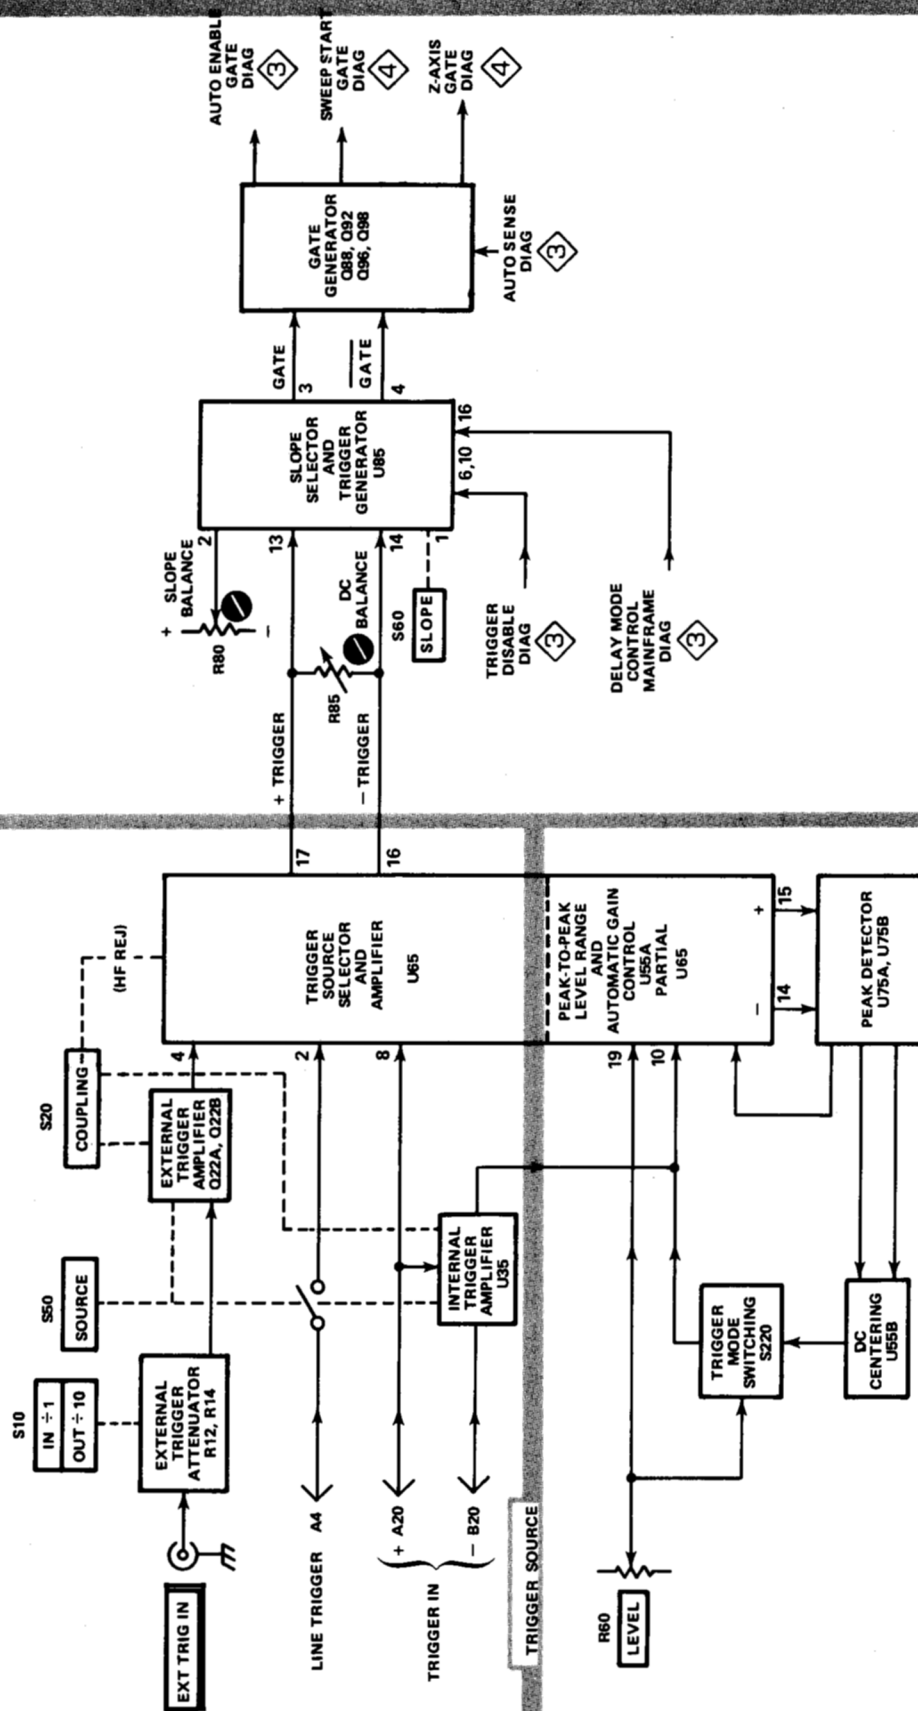 S10
IN ÷ 1
OUT ÷ 10
S50
SOURCE
S20
COUPLING
(HF REJ)
EXT TRIG IN
EXTERNAL
TRIGGER
ATTENUATOR
R12, R14
EXTERNAL
TRIGGER
AMPLIFIER
Q22A, Q22B
4
LINE TRIGGER A4
2
TRIGGER IN
+ A20
− B20
8
INTERNAL
TRIGGER
AMPLIFIER
U35
TRIGGER
SOURCE
SELECTOR
AND
AMPLIFIER
U65
17
16
+ TRIGGER
− TRIGGER
TRIGGER SOURCE
R60
LEVEL
TRIGGER
MODE
SWITCHING
S220
DC
CENTERING
U55B
19
10
PEAK-TO-PEAK
LEVEL RANGE
AND
AUTOMATIC GAIN
CONTROL
U55A
PARTIAL
U65
−
+
14
15
PEAK DETECTOR
U75A, U75B
R80
+
−
SLOPE
BALANCE
R85
DC
BALANCE
S60
SLOPE
2
13
14
1
SLOPE
SELECTOR
AND
TRIGGER
GENERATOR
U85
6,10
16
TRIGGER
DISABLE
DIAG
3
DELAY MODE
CONTROL
MAINFRAME
DIAG
3
GATE
3
GATE
4
GATE
GENERATOR
Q88, Q92
Q96, Q98
AUTO SENSE
DIAG
3
AUTO ENABLE
GATE
DIAG
3
SWEEP START
GATE
DIAG
4
Z-AXIS
GATE
DIAG
4